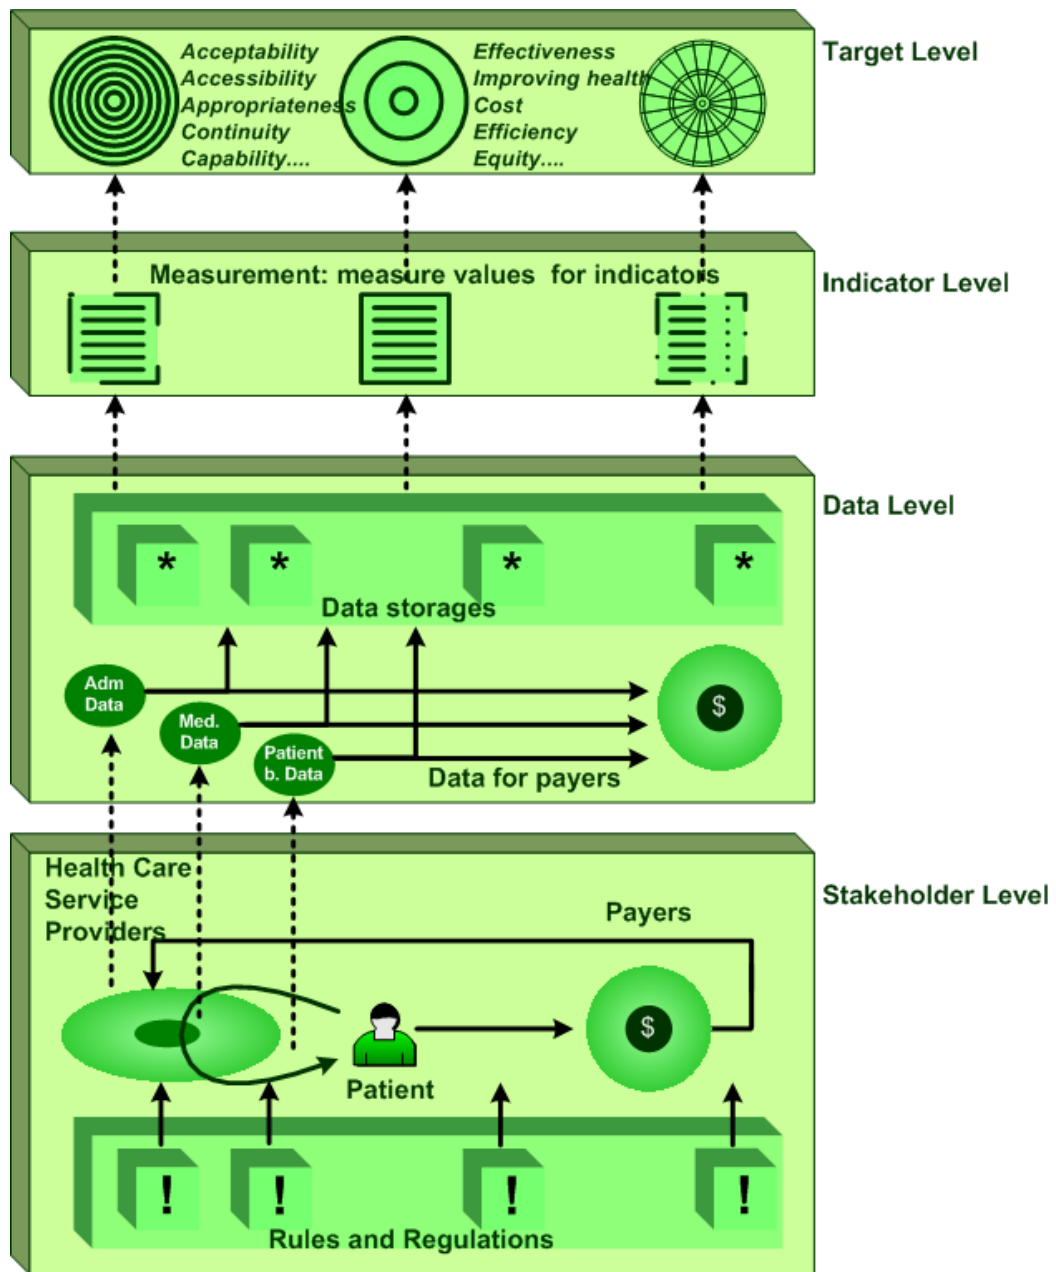 Target Level
Acceptability
Accessibility
Appropriateness
Continuity
Capability....
Effectiveness
Improving health
Cost
Efficiency
Equity....
Indicator Level
Measurement: measure values for indicators
Data Level
*
*
*
*
Data storages
Adm
Data
Med.
Data
Patient
b. Data
$
Data for payers
Stakeholder Level
Health Care
Service
Providers
Payers
$
Patient
!
!
!
!
Rules and Regulations